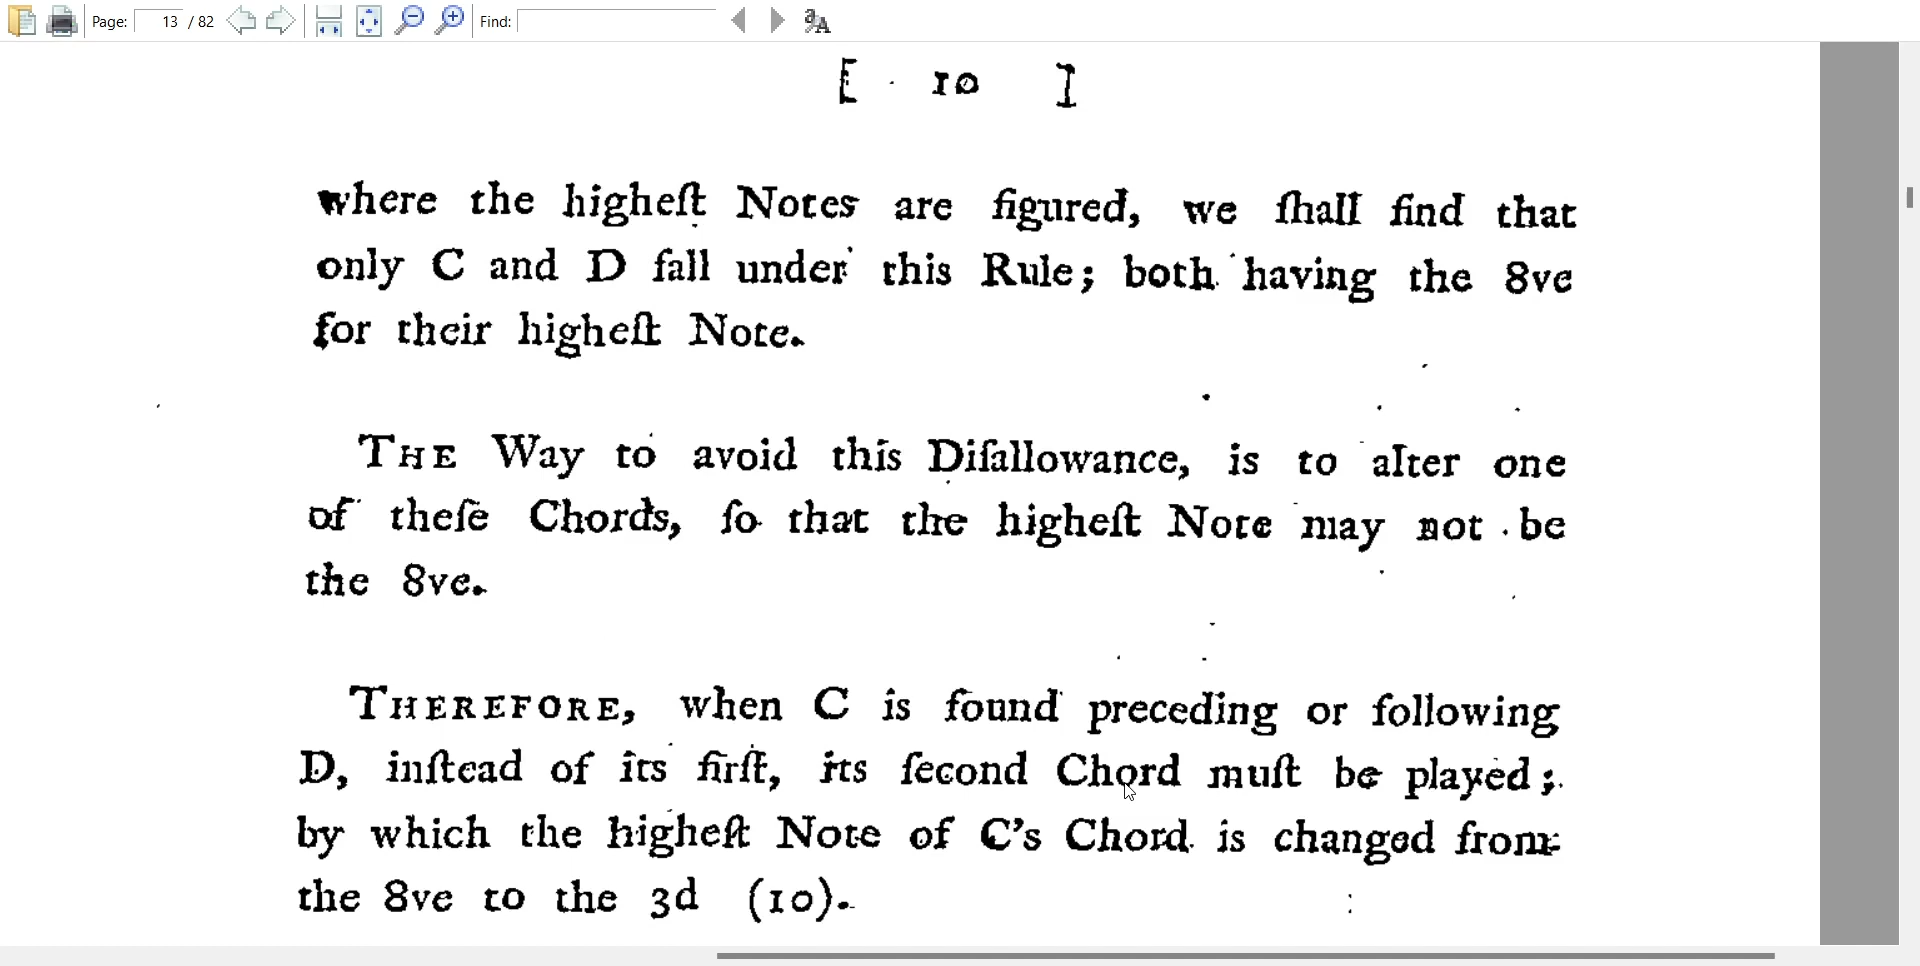 Page: 13 / 82 Find:
[ 10 ]
where the higheſt Notes are figured, we ſhall find that
only C and D fall under this Rule; both having the 8ve
for their higheſt Note.
THE Way to avoid this Diſallowance, is to alter one
of theſe Chords, ſo that the higheſt Note may not be
the 8ve.
THEREFORE, when C is found preceding or following
D, inſtead of its firſt, its ſecond Chord muſt be played;
by which the higheſt Note of C's Chord is changed from
the 8ve to the 3d (10).